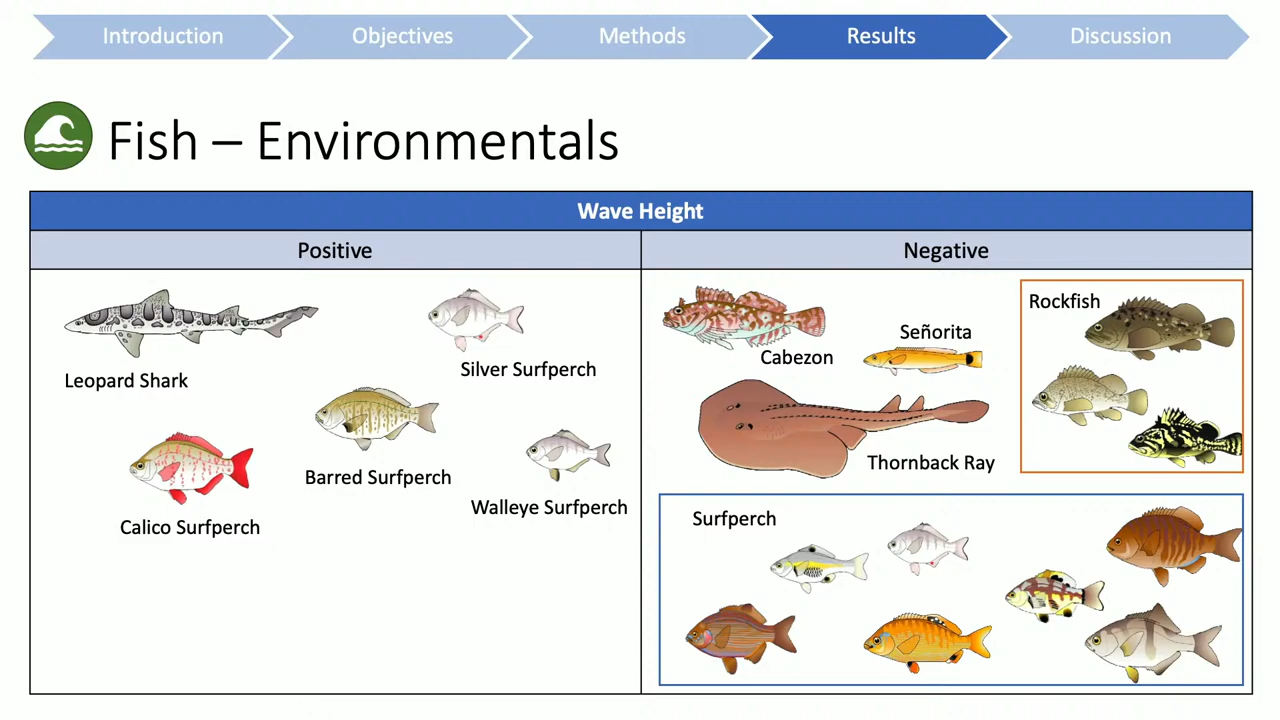 Introduction
Objectives
Methods
Results
Discussion
Fish – Environmentals
Wave Height
Positive
Negative
Leopard Shark
Silver Surfperch
Barred Surfperch
Calico Surfperch
Walleye Surfperch
Cabezon
Señorita
Thornback Ray
Rockfish
Surfperch